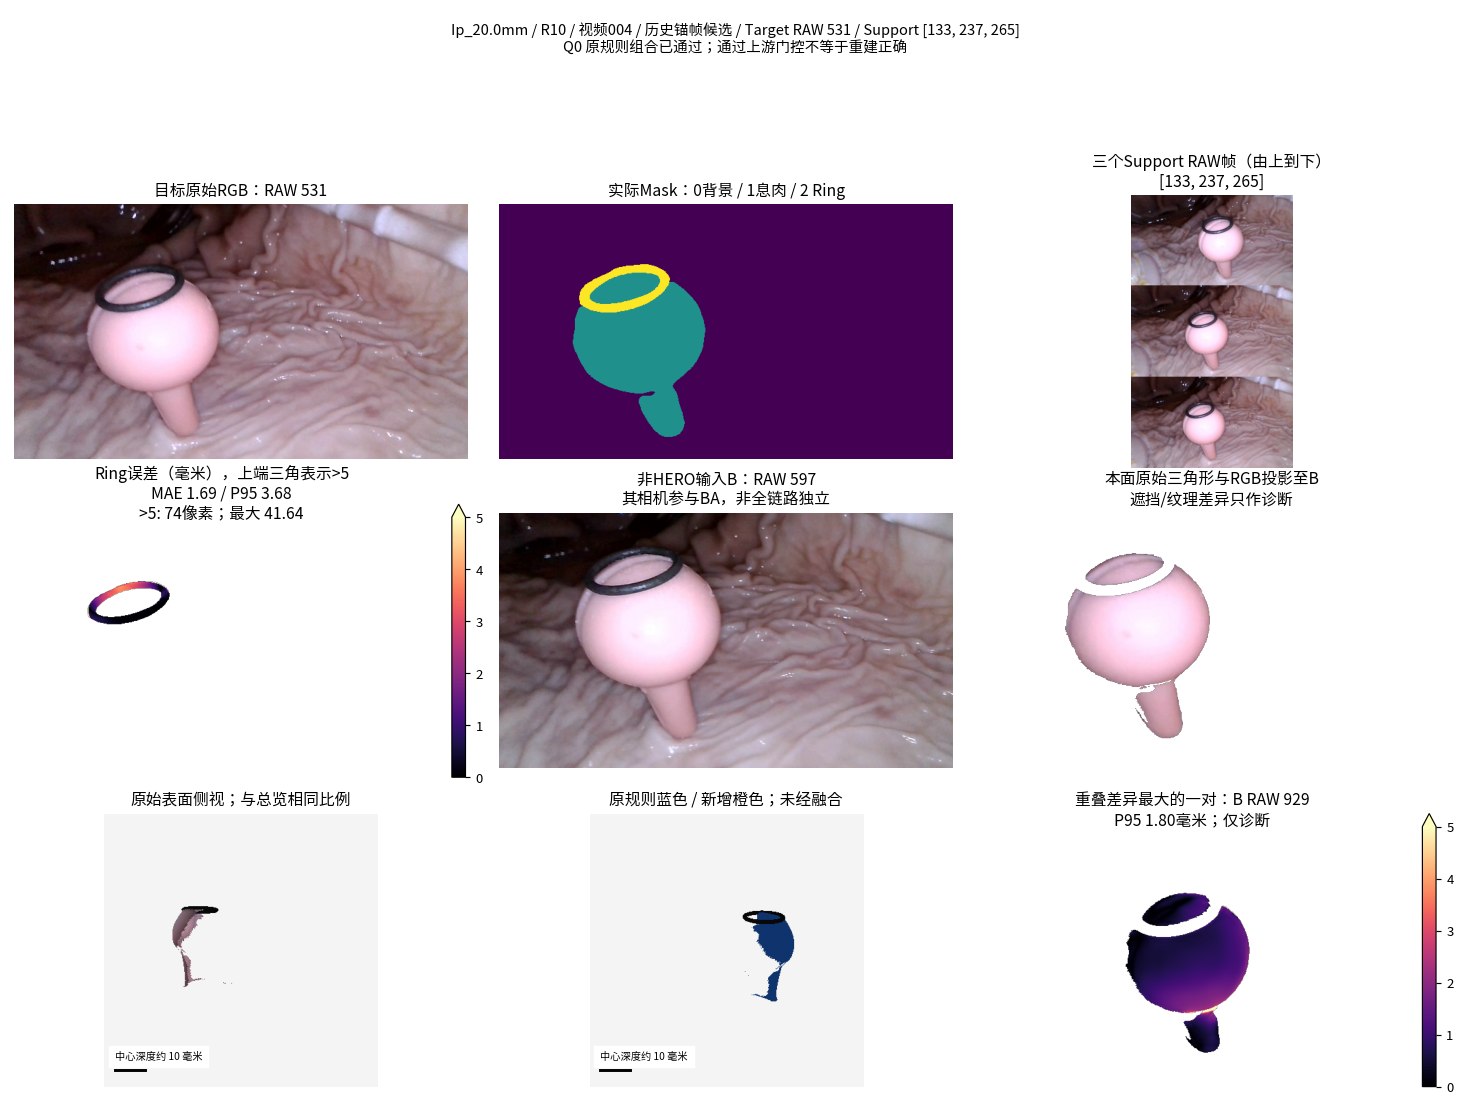 Ip_20.0mm / R10 / 视频004 / 历史锚帧候选 / Target RAW 531 / Support [133, 237, 265]
Q0 原规则组合已通过；通过上游门控不等于重建正确
目标原始RGB：RAW 531
实际Mask：0背景 / 1息肉 / 2 Ring
三个Support RAW帧（由上到下）
[133, 237, 265]
Ring误差（毫米），上端三角表示>5
MAE 1.69 / P95 3.68
>5: 74像素；最大 41.64
5
4
3
2
1
0
非HERO输入B：RAW 597
其相机参与BA，非全链路独立
本面原始三角形与RGB投影至B
遮挡/纹理差异只作诊断
原始表面侧视；与总览相同比例
中心深度约 10 毫米
原规则蓝色 / 新增橙色；未经融合
中心深度约 10 毫米
重叠差异最大的一对：B RAW 929
P95 1.80毫米；仅诊断
5
4
3
2
1
0